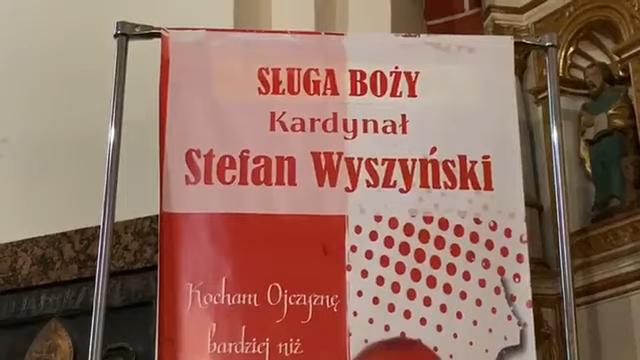 SŁUGA BOŻY
Kardynał
Stefan Wyszyński
Kocham Ojczyznę
bardziej niż